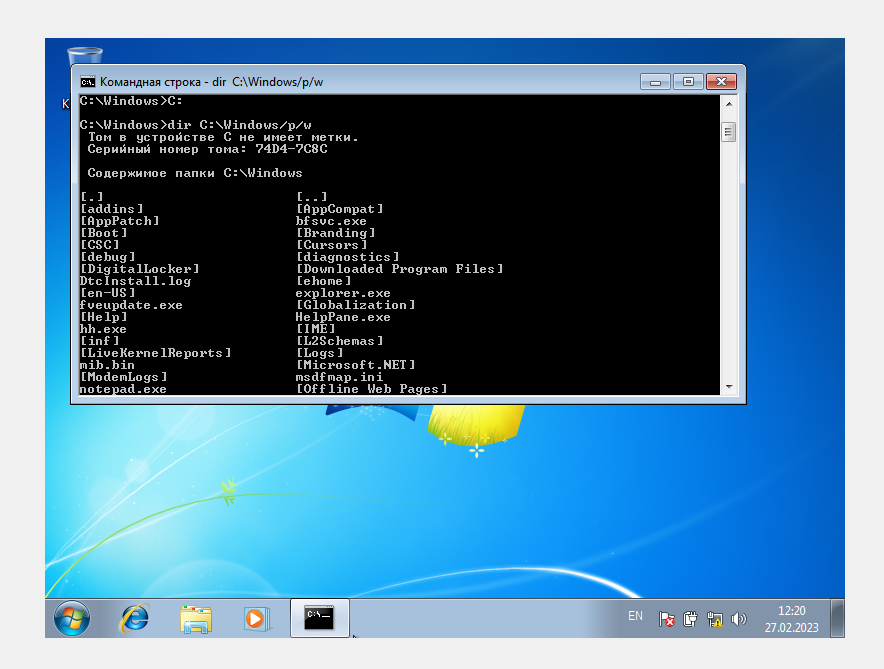 Командная строка - dir C:\Windows/p/w
К
C:\Windows>C:
C:\Windows>dir C:\Windows/p/w
Том в устройстве C не имеет метки.
Серийный номер тома: 74D4-7C8C
Содержимое папки C:\Windows
[.] [..]
[addins] [AppCompat]
[AppPatch] bfsvc.exe
[Boot] [Branding]
[CSC] [Cursors]
[debug] [diagnostics]
[DigitalLocker] [Downloaded Program Files]
DtcInstall.log [ehome]
[en-US] explorer.exe
fveupdate.exe [Globalization]
[Help] HelpPane.exe
hh.exe [IME]
[inf] [L2Schemas]
[LiveKernelReports] [Logs]
mib.bin [Microsoft.NET]
[ModemLogs] msdfmap.ini
notepad.exe [Offline Web Pages]
EN
12:20
27.02.2023